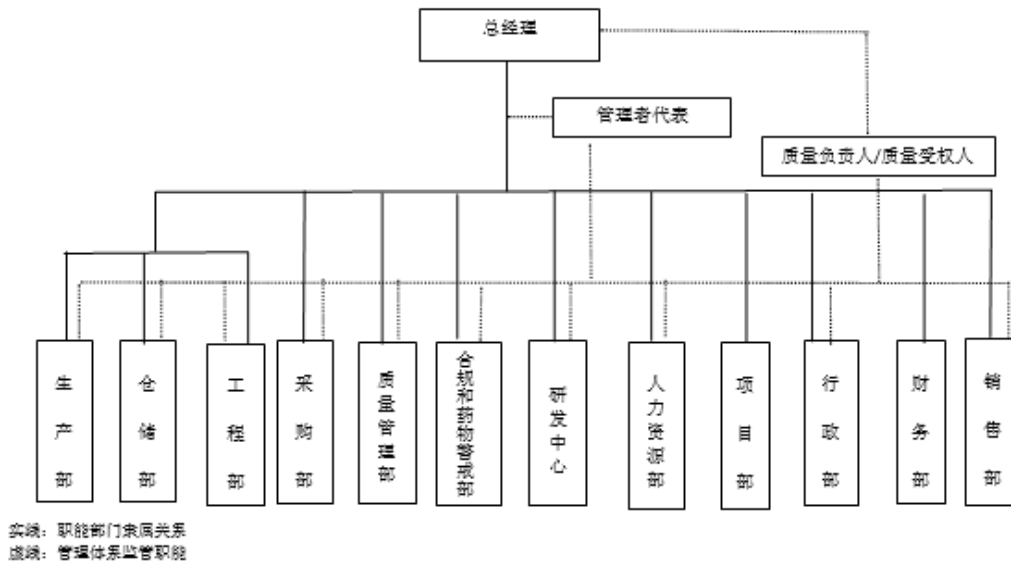 总经理
管理者代表
质量负责人/质量受权人
生产部
仓储部
工程部
采购部
质量管理部
合规和药物警戒部
研发中心
人力资源部
项目部
行政部
财务部
销售部
实线：职能部门隶属关系
虚线：管理体系监管职能